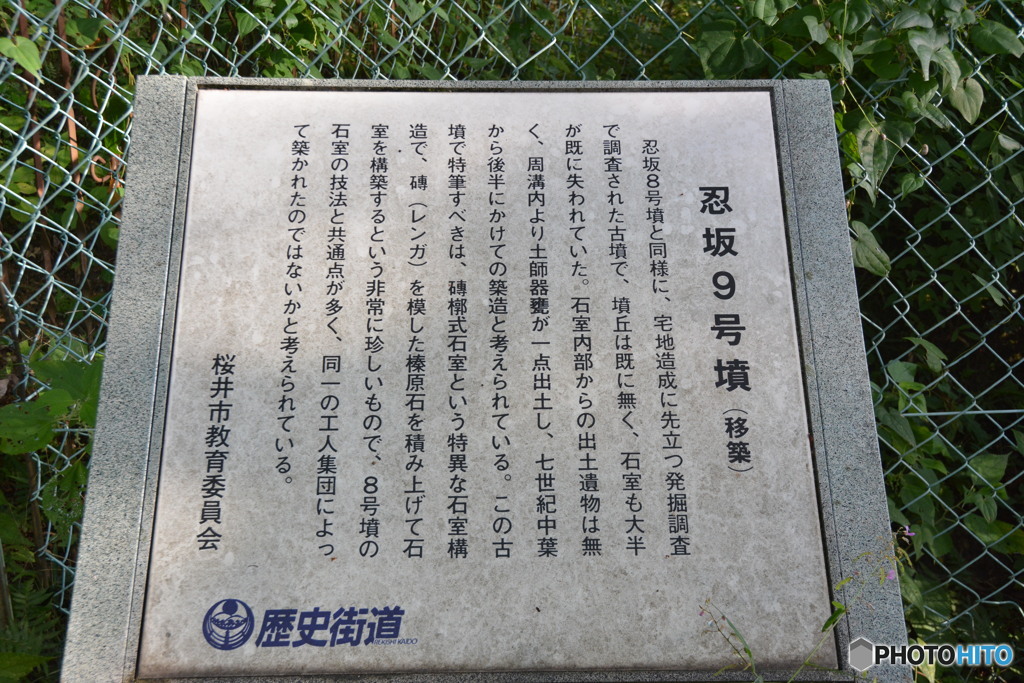 忍坂9号墳(移築)
忍坂8号墳と同様に、宅地造成に先立つ発掘調査
で調査された古墳で、墳丘は既に無く、石室も大半
が既に失われていた。石室内部からの出土遺物は無
く、周溝内より土師器甕が一点出土し、七世紀中葉
から後半にかけての築造と考えられている。この古
墳で特筆すべきは、磚槨式石室という特異な石室構
造で、磚(レンガ)を模した榛原石を積み上げて石
室を構築するという非常に珍しいもので、8号墳の
石室の技法と共通点が多く、同一の工人集団によっ
て築かれたのではないかと考えられている。
桜井市教育委員会
歴史街道
REKISHI KAIDO
PHOTOHITO